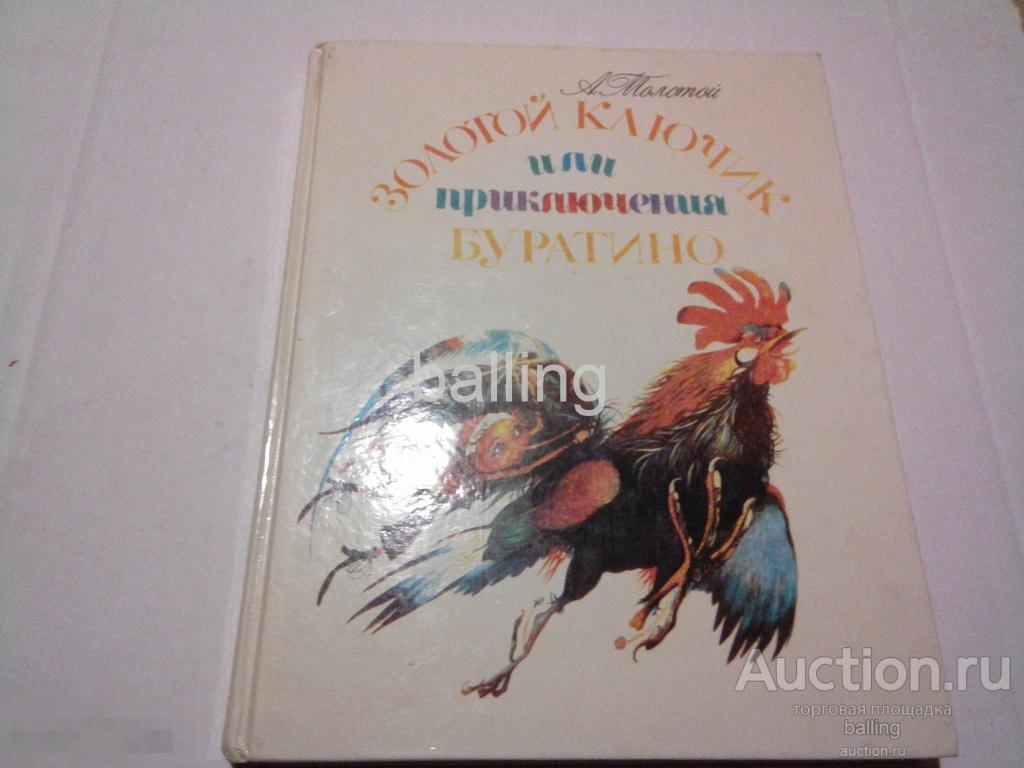 А. Толстой
ЗОЛОТОЙ КЛЮЧИК
или
приключения
БУРАТИНО
balling
Auction.ru
торговая площадка
balling
auction.ru